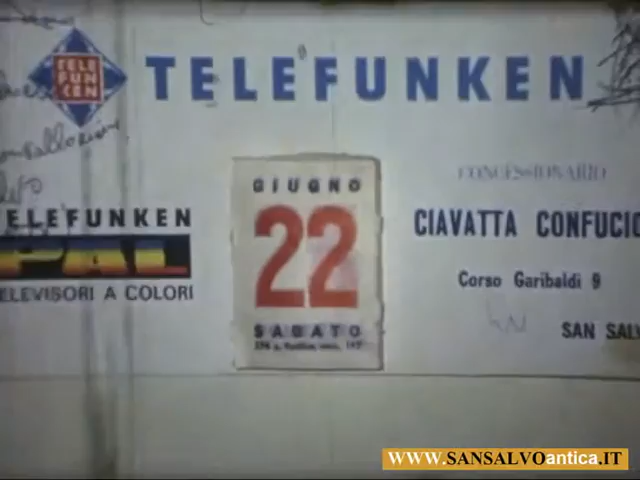 TELE
FUN
KEN
TELEFUNKEN
GIUGNO
22
SABATO
CONCESSIONARIO
CIAVATTA CONFUCIO
Corso Garibaldi 9
SAN SAL
TELEFUNKEN
PAL
TELEVISORI A COLORI
WWW.SANSALVOantica.IT